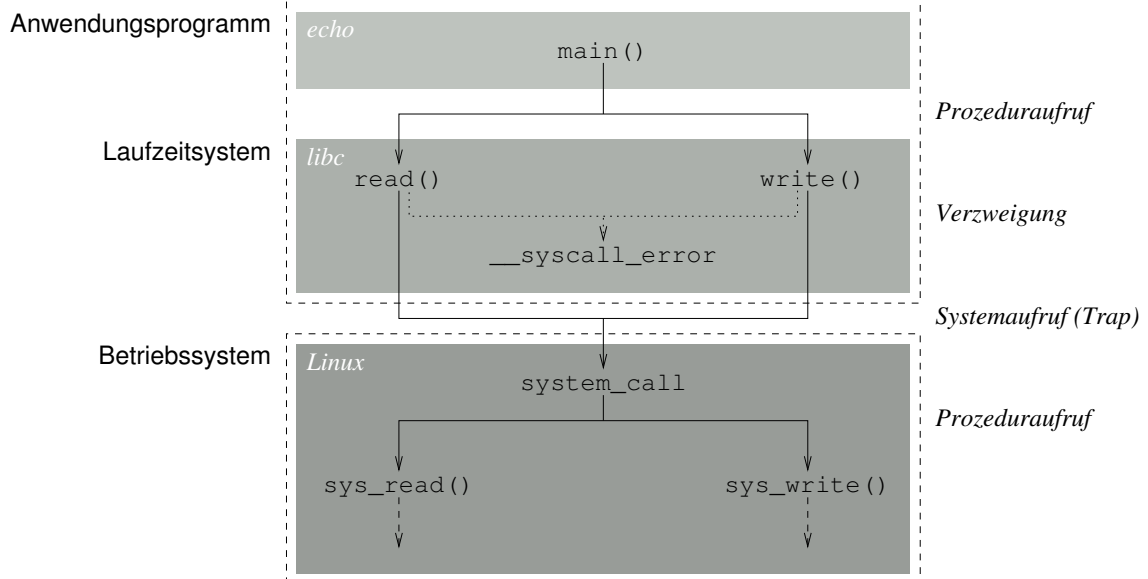 Anwendungsprogramm
echo
main()
Prozeduraufruf
Laufzeitsystem
libc
read()
write()
Verzweigung
__syscall_error
Systemaufruf (Trap)
Betriebssystem
Linux
system_call
Prozeduraufruf
sys_read()
sys_write()